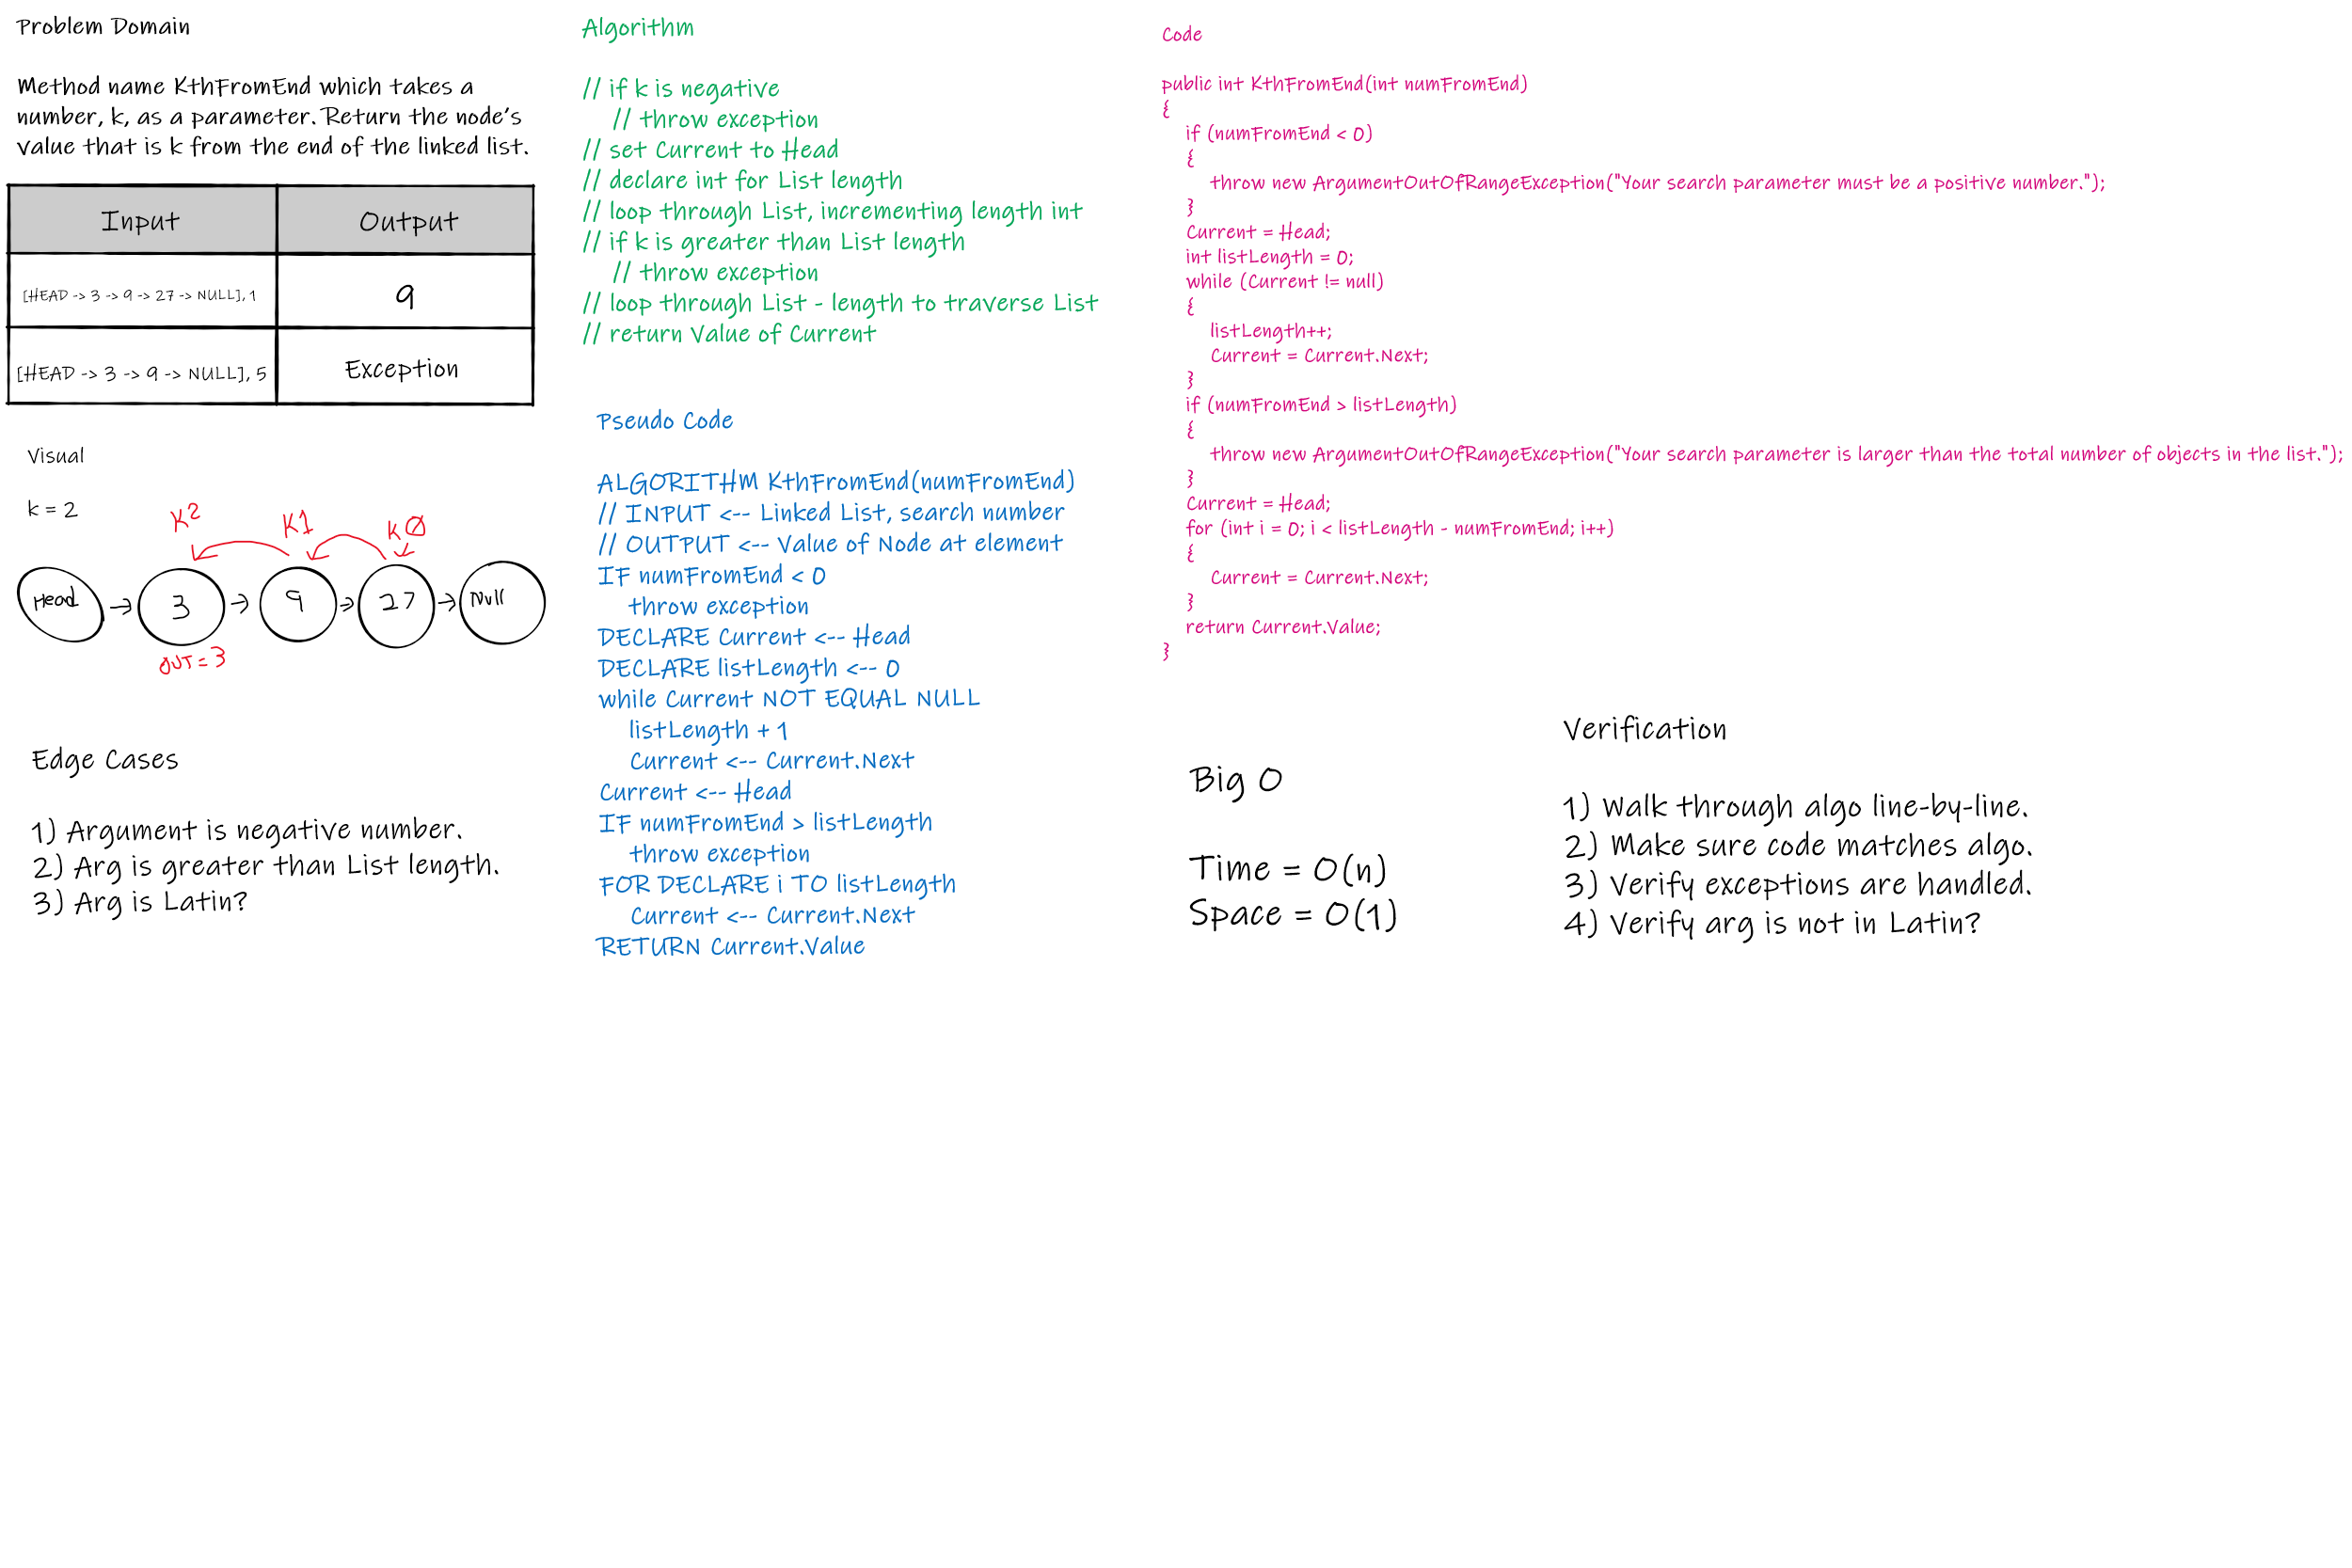 Problem Domain
Method name KthFromEnd which takes a
number, k, as a parameter. Return the node's
value that is k from the end of the linked list.
Input
Output
[HEAD -> 3 -> 9 -> 27 -> NULL], 1
9
[HEAD -> 3 -> 9 -> NULL], 5
Exception
Visual
k = 2
K2
K1
K0
Head
3
9
27
Null
OUT = 3
Edge Cases
1) Argument is negative number.
2) Arg is greater than List length.
3) Arg is Latin?
Algorithm
// if k is negative
// throw exception
// set Current to Head
// declare int for List length
// loop through List, incrementing length int
// if k is greater than List length
// throw exception
// loop through List - length to traverse List
// return Value of Current
Pseudo Code
ALGORITHM KthFromEnd(numFromEnd)
// INPUT <-- Linked List, search number
// OUTPUT <-- Value of Node at element
IF numFromEnd < 0
throw exception
DECLARE Current <-- Head
DECLARE listLength <-- 0
while Current NOT EQUAL NULL
listLength + 1
Current <-- Current.Next
Current <-- Head
IF numFromEnd > listLength
throw exception
FOR DECLARE i TO listLength
Current <-- Current.Next
RETURN Current.Value
Code
public int KthFromEnd(int numFromEnd)
{
if (numFromEnd < 0)
{
throw new ArgumentOutOfRangeException("Your search parameter must be a positive number.");
}
Current = Head;
int listLength = 0;
while (Current != null)
{
listLength++;
Current = Current.Next;
}
if (numFromEnd > listLength)
{
throw new ArgumentOutOfRangeException("Your search parameter is larger than the total number of objects in the list.");
}
Current = Head;
for (int i = 0; i < listLength - numFromEnd; i++)
{
Current = Current.Next;
}
return Current.Value;
}
Big O
Time = O(n)
Space = O(1)
Verification
1) Walk through algo line-by-line.
2) Make sure code matches algo.
3) Verify exceptions are handled.
4) Verify arg is not in Latin?